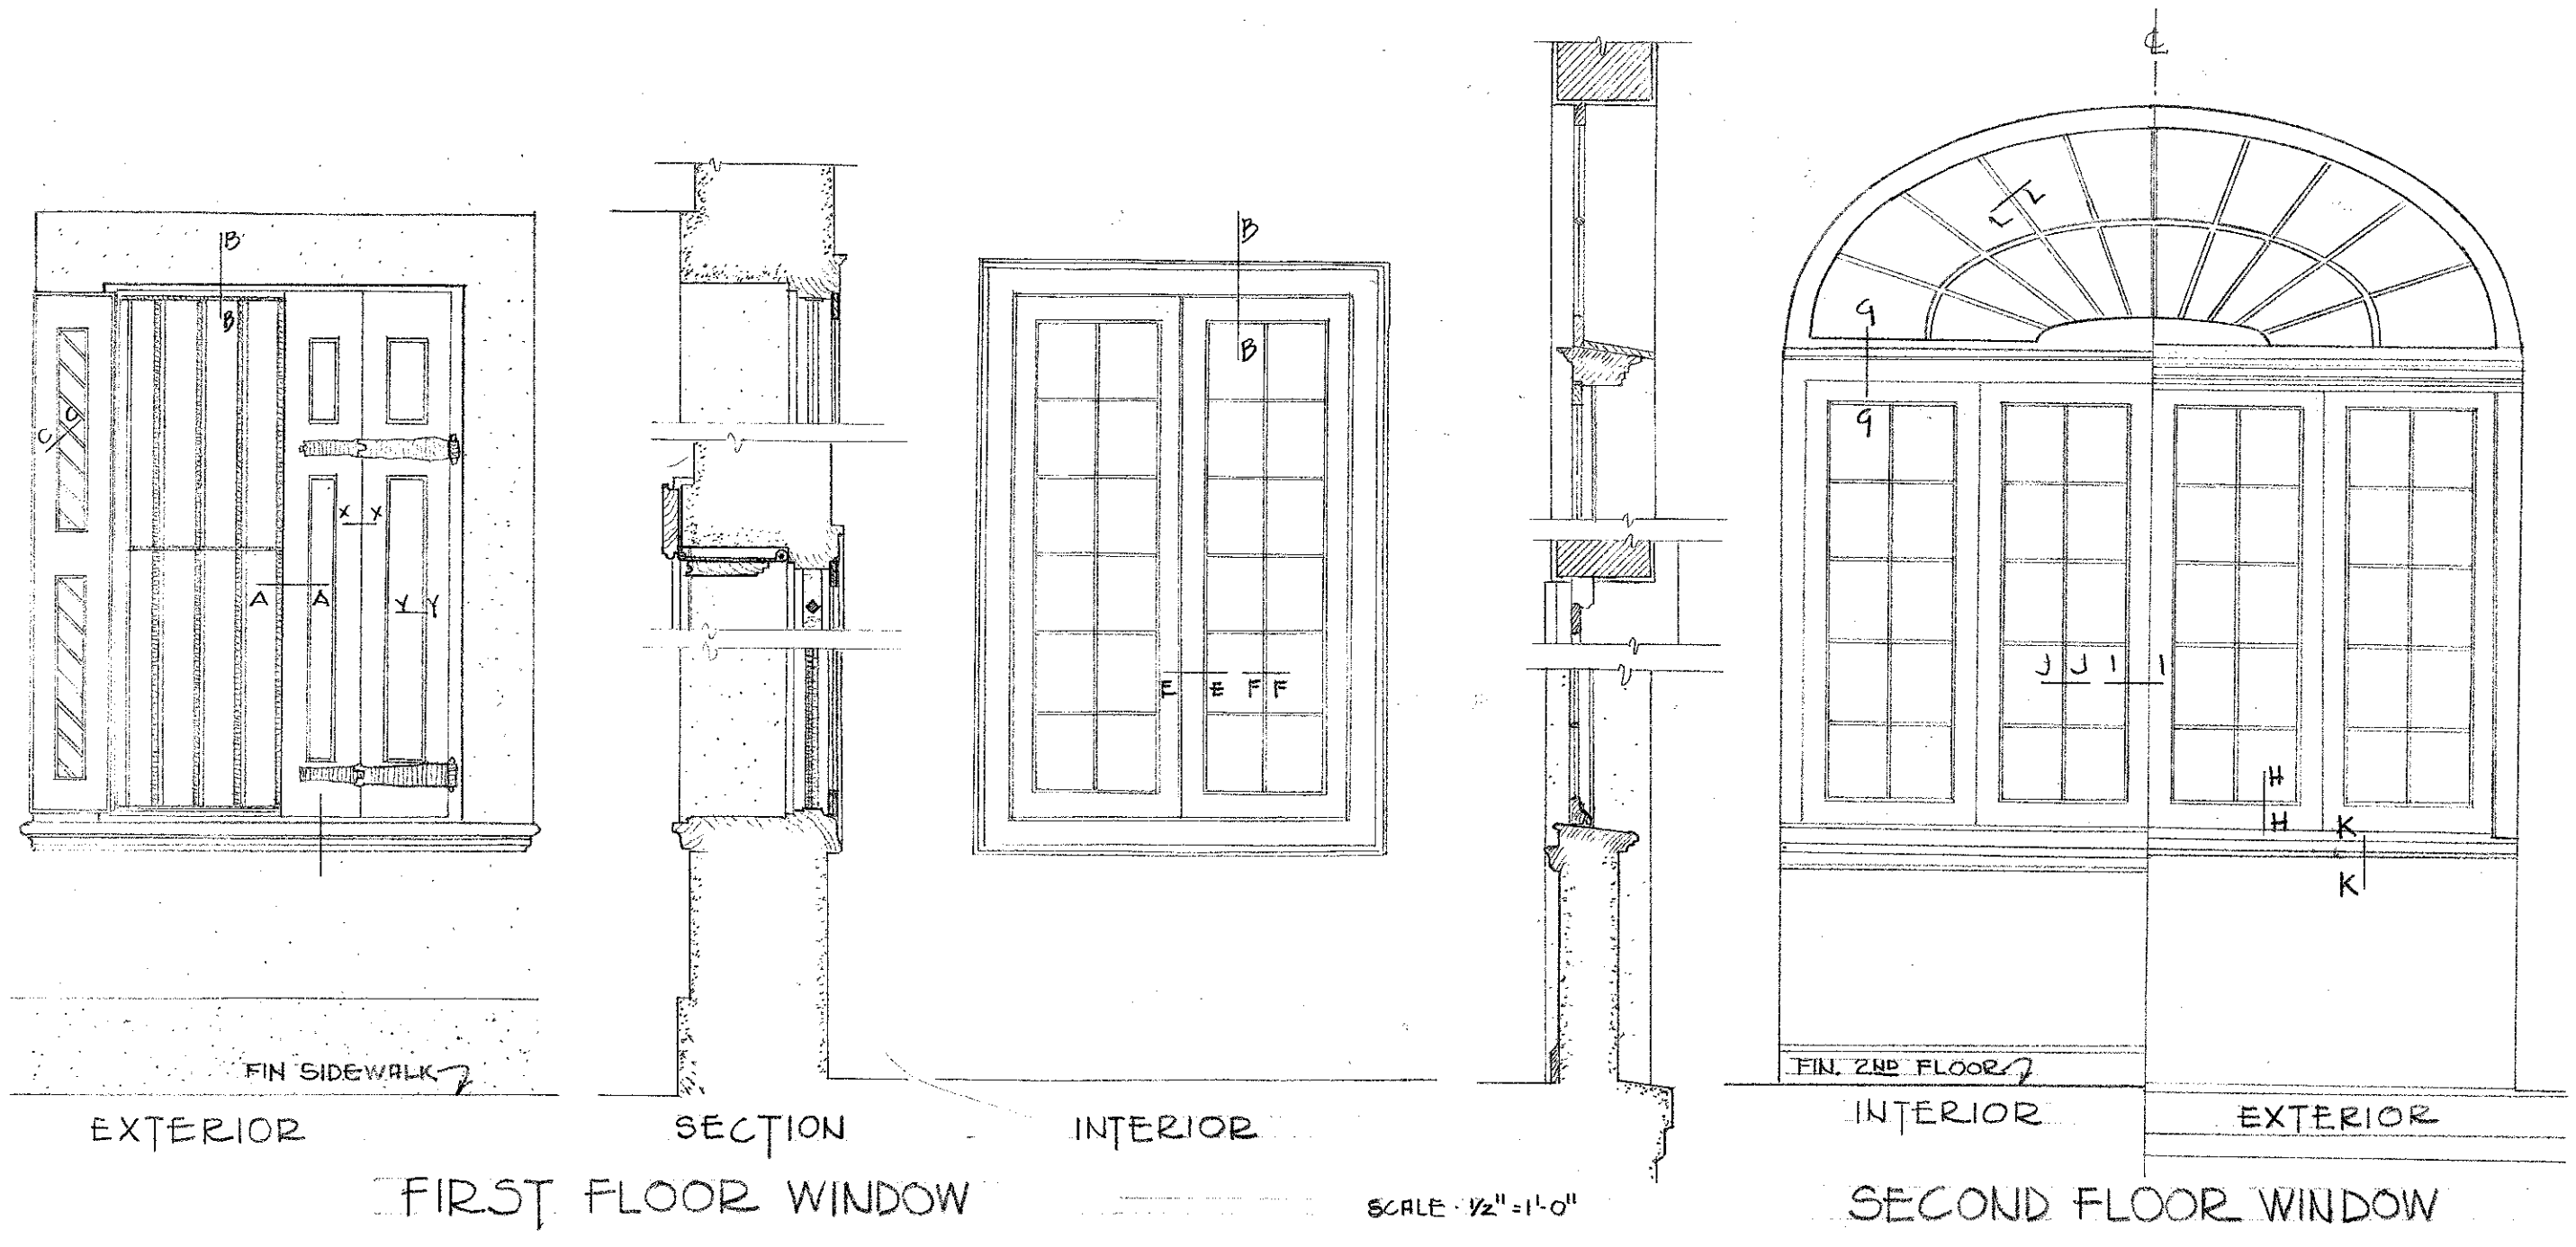 ℄
B
B
C
C
X X
A A
Y Y
FIN SIDEWALK
EXTERIOR
SECTION
B
B
E E F F
INTERIOR
FIRST FLOOR WINDOW
SCALE · 1/2" = 1'-0"
L L
G
G
J J I I
H
H
K
K
FIN. 2ND FLOOR
INTERIOR
EXTERIOR
SECOND FLOOR WINDOW